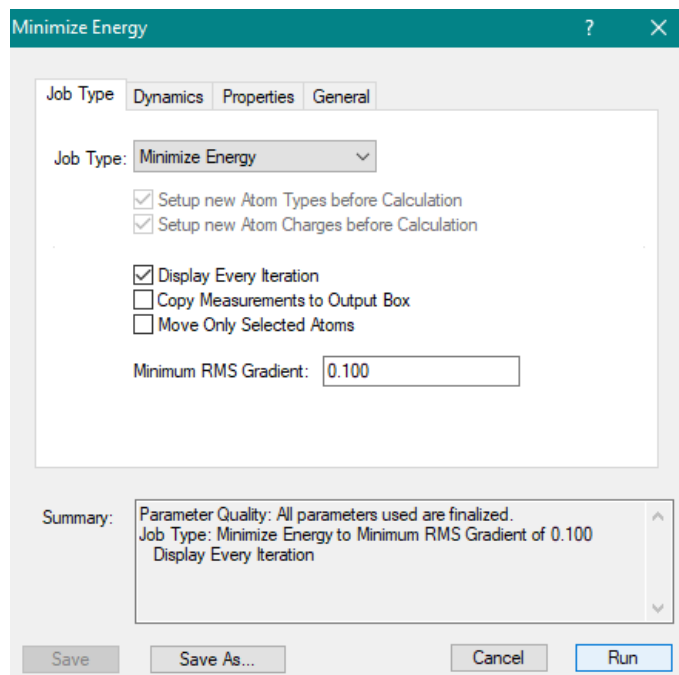 Minimize Energy ?
Job Type Dynamics Properties General
Job Type: Minimize Energy
Setup new Atom Types before Calculation
Setup new Atom Charges before Calculation
Display Every Iteration
Copy Measurements to Output Box
Move Only Selected Atoms
Minimum RMS Gradient: 0.100
Summary: Parameter Quality: All parameters used are finalized.
Job Type: Minimize Energy to Minimum RMS Gradient of 0.100
Display Every Iteration
Save Save As... Cancel Run